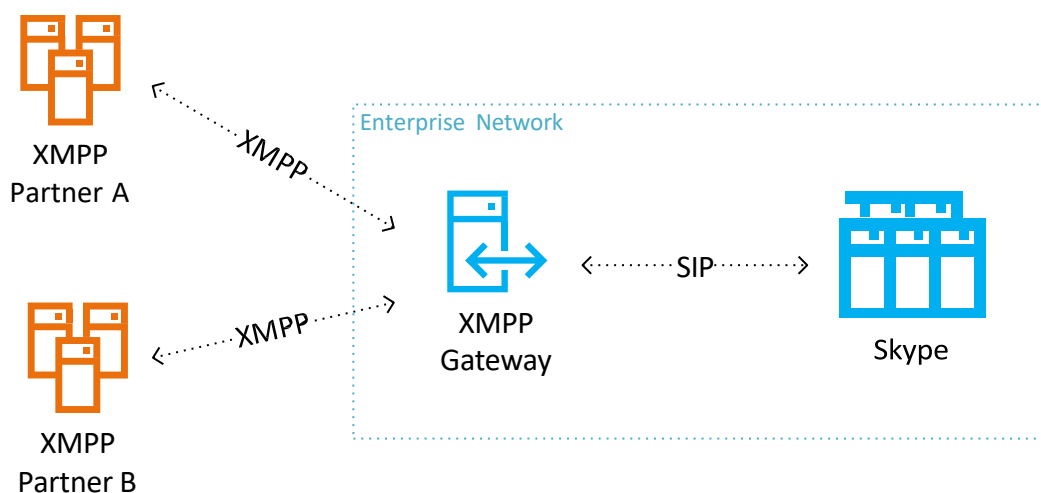 XMPP
Partner A
XMPP
Enterprise Network
XMPP
Gateway
SIP
Skype
XMPP
XMPP
Partner B